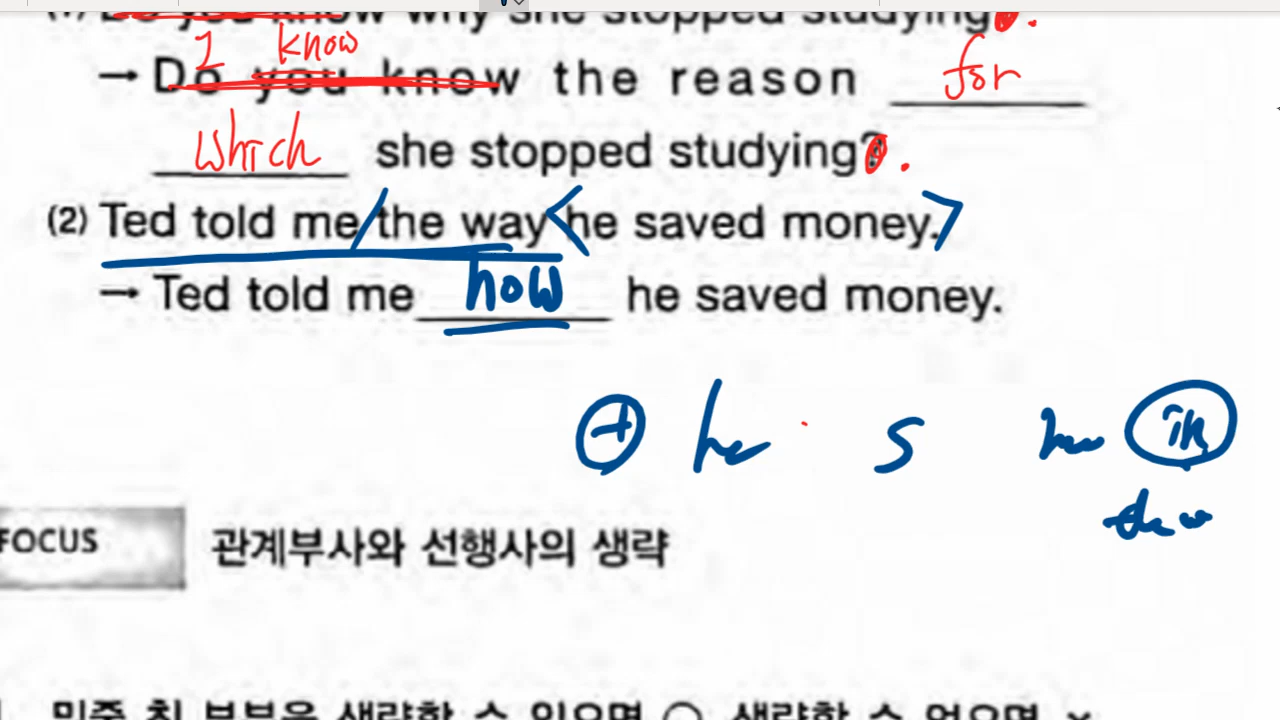 know why she stopped studying .
I know
→ Do you know the reason for
which she stopped studying? .
(2) Ted told me / the way < he saved money. >
→ Ted told me how he saved money.
+ he s in
FOCUS 관계부사와 선행사의 생략